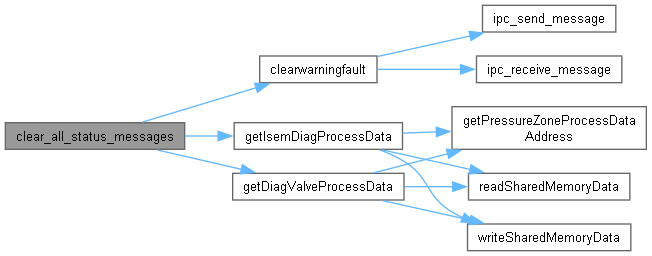 clear_all_status_messages
clearwarningfault
getIsemDiagProcessData
getDiagValveProcessData
ipc_send_message
ipc_receive_message
getPressureZoneProcessData
Address
readSharedMemoryData
writeSharedMemoryData